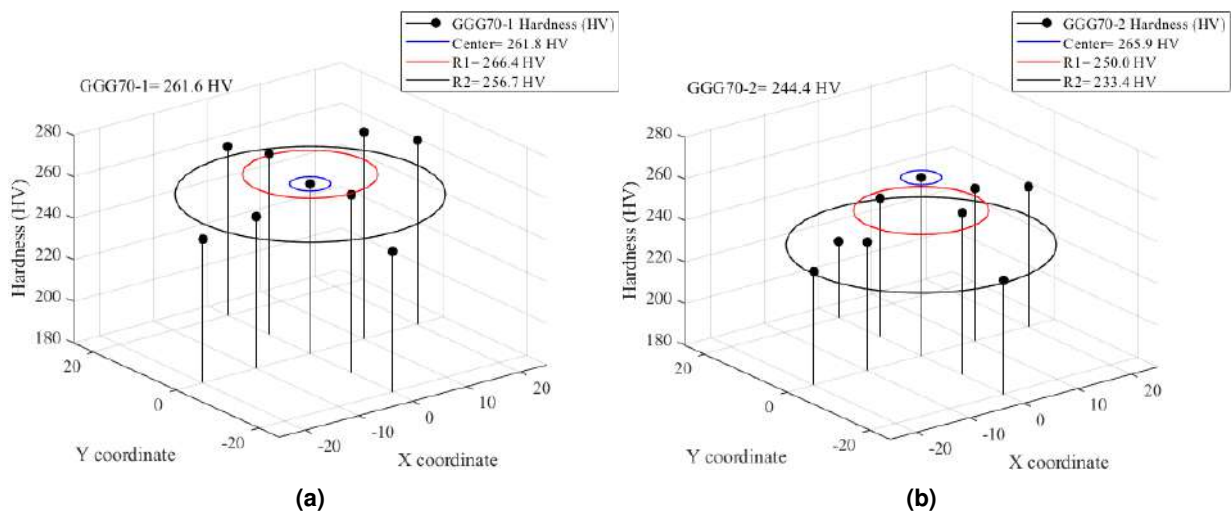 GGG70-1 Hardness (HV)
Center= 261.8 HV
R1= 266.4 HV
R2= 256.7 HV
GGG70-1= 261.6 HV
280
260
240
220
200
180
Hardness (HV)
20
0
-20
Y coordinate
-20
-10
0
10
20
X coordinate
(a)
GGG70-2 Hardness (HV)
Center= 265.9 HV
R1= 250.0 HV
R2= 233.4 HV
GGG70-2= 244.4 HV
280
260
240
220
200
180
Hardness (HV)
20
0
-20
Y coordinate
-20
-10
0
10
20
X coordinate
(b)